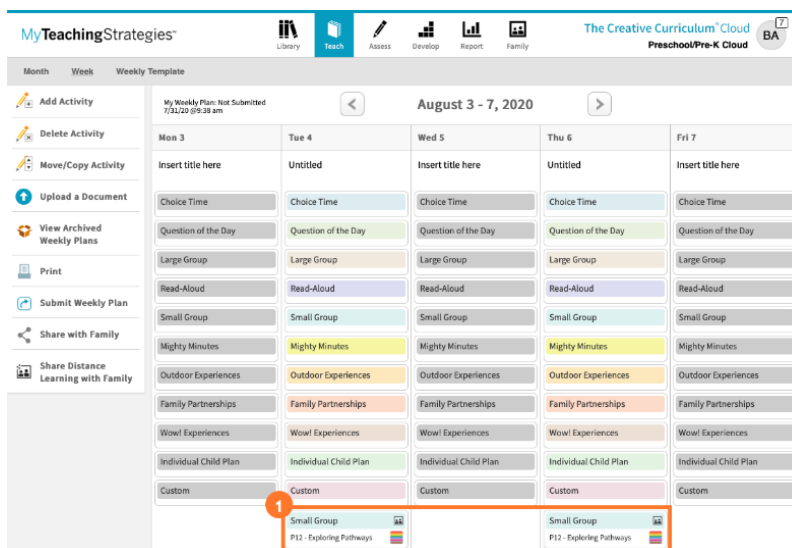 MyTeachingStrategies™
Library
Teach
Assess
Develop
Report
Family
The Creative Curriculum® Cloud
Preschool/Pre-K Cloud
BA
7
Month Week Weekly Template
Add Activity
Delete Activity
Move/Copy Activity
Upload a Document
View Archived
Weekly Plans
Print
Submit Weekly Plan
Share with Family
Share Distance
Learning with Family
My Weekly Plan: Not Submitted
7/31/20 @9:38 am
< August 3 - 7, 2020 >
Mon 3 Tue 4 Wed 5 Thu 6 Fri 7
Insert title here Untitled Insert title here Untitled Insert title here
Choice Time Choice Time Choice Time Choice Time Choice Time
Question of the Day Question of the Day Question of the Day Question of the Day Question of the Day
Large Group Large Group Large Group Large Group Large Group
Read-Aloud Read-Aloud Read-Aloud Read-Aloud Read-Aloud
Small Group Small Group Small Group Small Group Small Group
Mighty Minutes Mighty Minutes Mighty Minutes Mighty Minutes Mighty Minutes
Outdoor Experiences Outdoor Experiences Outdoor Experiences Outdoor Experiences Outdoor Experiences
Family Partnerships Family Partnerships Family Partnerships Family Partnerships Family Partnerships
Wow! Experiences Wow! Experiences Wow! Experiences Wow! Experiences Wow! Experiences
Individual Child Plan Individual Child Plan Individual Child Plan Individual Child Plan Individual Child Plan
Custom Custom Custom Custom Custom
1
Small Group Small Group
P12 - Exploring Pathways P12 - Exploring Pathways